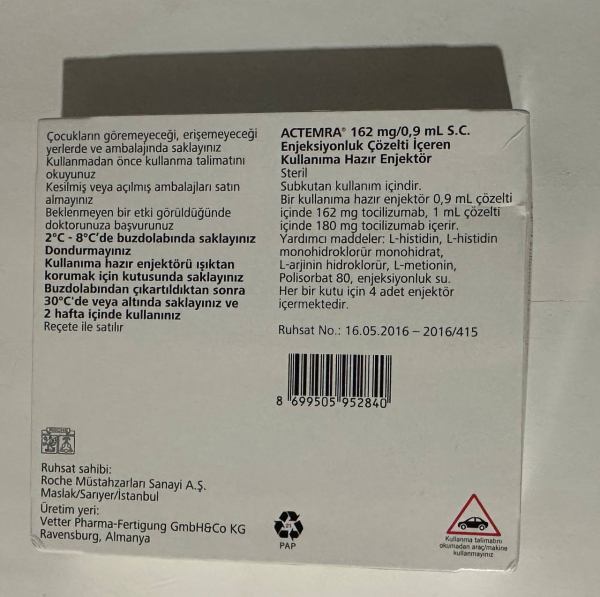 Çocukların göremeyeceği, erişemeyeceği
yerlerde ve ambalajında saklayınız
Kullanmadan önce kullanma talimatını
okuyunuz
Kesilmiş veya açılmış ambalajları satın
almayınız
Beklenmeyen bir etki görüldüğünde
doktorunuza başvurunuz
2°C - 8°C'de buzdolabında saklayınız
Dondurmayınız
Kullanıma hazır enjektörü ışıktan
korumak için kutusunda saklayınız
Buzdolabından çıkartıldıktan sonra
30°C'de veya altında saklayınız ve
2 hafta içinde kullanınız
Reçete ile satılır
ACTEMRA® 162 mg/0,9 mL S.C.
Enjeksiyonluk Çözelti İçeren
Kullanıma Hazır Enjektör
Steril
Subkutan kullanım içindir.
Bir kullanıma hazır enjektör 0,9 mL çözelti
içinde 162 mg tocilizumab, 1 mL çözelti
içinde 180 mg tocilizumab içerir.
Yardımcı maddeler: L-histidin, L-histidin
monohidroklorür monohidrat,
L-arjinin hidroklorür, L-metionin,
Polisorbat 80, enjeksiyonluk su.
Her bir kutu için 4 adet enjektör
içermektedir.
Ruhsat No.: 16.05.2016 – 2016/415
8 699505 952840
Ruhsat sahibi:
Roche Müstahzarları Sanayi A.Ş.
Maslak/Sarıyer/İstanbul
Üretim yeri:
Vetter Pharma-Fertigung GmbH&Co KG
Ravensburg, Almanya
21
PAP
Kullanma talimatını
okumadan araç/makine
kullanmayınız